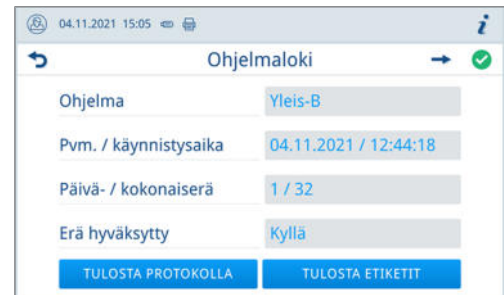 04.11.2021 15:05
Ohjelmaloki
Ohjelma Yleis-B
Pvm. / käynnistysaika 04.11.2021 / 12:44:18
Päivä- / kokonaiserä 1 / 32
Erä hyväksytty Kyllä
TULOSTA PROTOKOLLA TULOSTA ETIKETIT